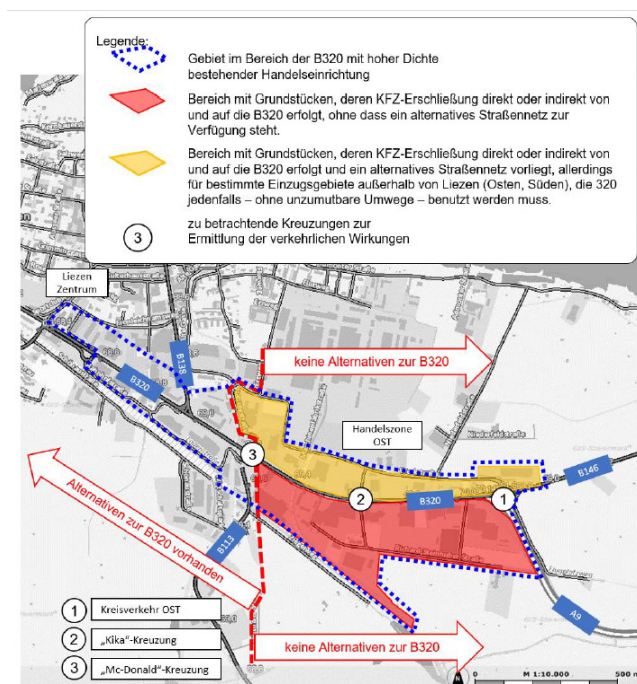 Legende:
Gebiet im Bereich der B320 mit hoher Dichte
bestehender Handelseinrichtung
Bereich mit Grundstücken, deren KFZ-Erschließung direkt oder indirekt von
und auf die B320 erfolgt, ohne dass ein alternatives Straßennetz zur
Verfügung steht.
Bereich mit Grundstücken, deren KFZ-Erschließung direkt oder indirekt von
und auf die B320 erfolgt und ein alternatives Straßennetz vorliegt, allerdings
für bestimmte Einzugsgebiete außerhalb von Liezen (Osten, Süden), die 320
jedenfalls – ohne unzumutbare Umwege – benutzt werden muss.
3
zu betrachtende Kreuzungen zur
Ermittlung der verkehrlichen Wirkungen
Liezen
Zentrum
B320
B138
keine Alternativen zur B320
Handelszone
OST
3
2
B320
1
B146
Alternativen zur B320 vorhanden
B113
A9
1 Kreisverkehr OST
2 „Kika“-Kreuzung
3 „Mc-Donald“-Kreuzung
keine Alternativen zur B320
0 M 1:10.000 500 m